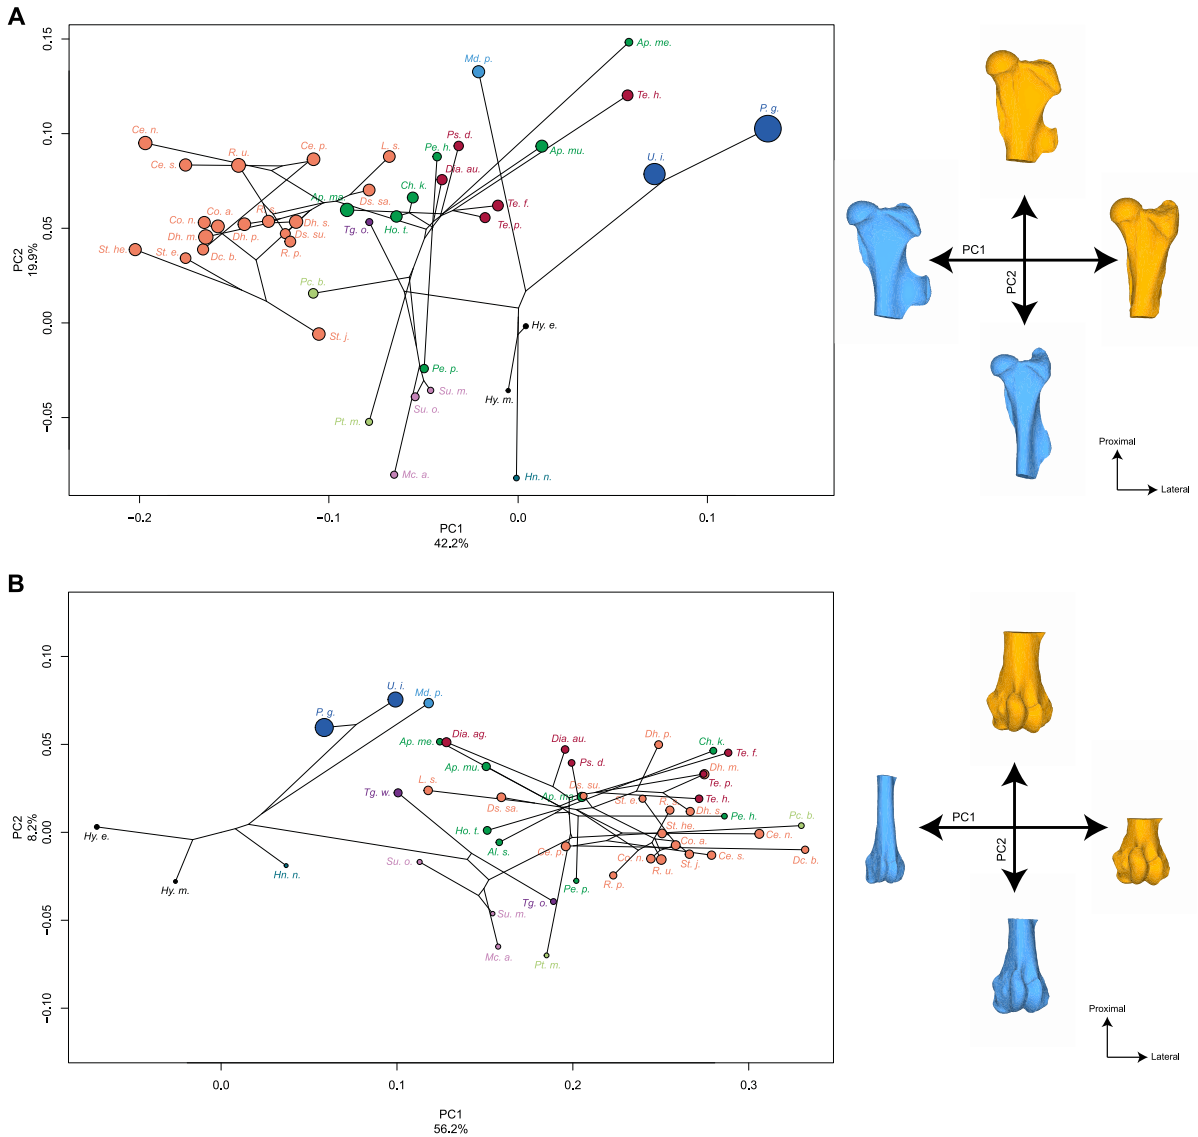 A
0.15
0.10
0.05
0.00
−0.05
PC2
19.9%
−0.2
−0.1
0.0
0.1
PC1
42.2%
Ap. me.
Md. p.
Te. h.
P. g.
Ce. n.
Ce. p.
L. s.
Pe. h.
Ps. d.
Ap. mu.
Ce. s.
R. u.
Dia. au.
U. i.
Ch. k.
Ap. ma.
Ds. sa.
Co. n.
Co. a.
R. s.
Dh. s.
Te. f.
Dh. m.
Dh. p.
Ds. su.
Tg. o.
Ho. t.
Te. p.
St. he.
St. e.
Dc. b.
R. p.
Pc. b.
St. j.
Hy. e.
Pe. p.
Su. m.
Hy. m.
Su. o.
Pt. m.
Mc. a.
Hn. n.
PC1
PC2
Proximal
Lateral
B
0.10
0.05
0.00
−0.05
−0.10
PC2
8.2%
0.0
0.1
0.2
0.3
PC1
56.2%
U. i.
Md. p.
P. g.
Ap. me.
Dia. ag.
Dia. au.
Dh. p.
Ch. k.
Te. f.
Ap. mu.
Ps. d.
Dh. m.
Tg. w.
L. s.
Ds. sa.
Ds. su.
Te. p.
Ap. ma.
St. e.
R. s.
Te. h.
Dh. s.
Pe. h.
Pc. b.
Hy. e.
Ho. t.
St. he.
Ce. n.
Al. s.
Ce. p.
Co. a.
Dc. b.
Su. o.
Co. n.
St. j.
Ce. s.
Hn. n.
R. u.
R. p.
Hy. m.
Pe. p.
Tg. o.
Su. m.
Mc. a.
Pt. m.
PC1
PC2
Proximal
Lateral